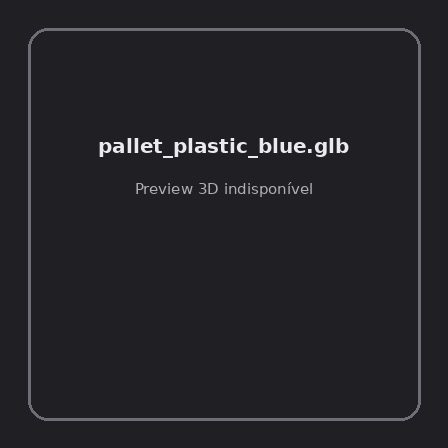 pallet_plastic_blue.glb
Preview 3D indisponível